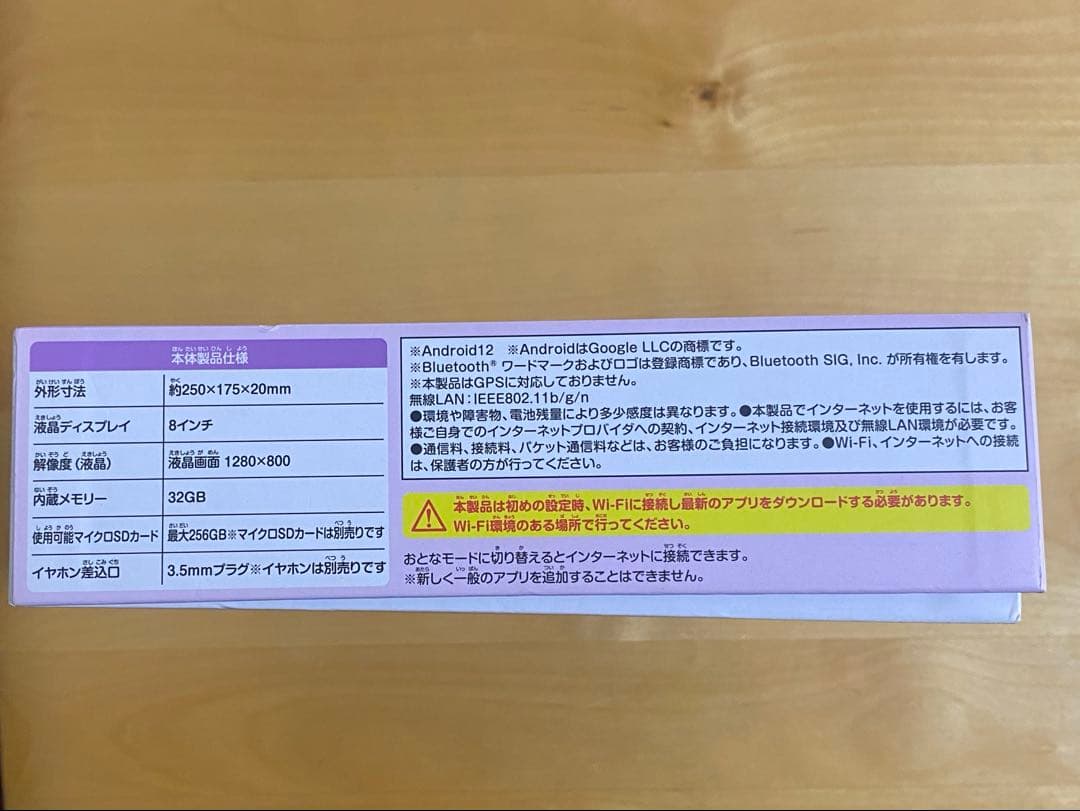 本体製品仕様
外形寸法 約250×175×20mm
液晶ディスプレイ 8インチ
解像度(液晶) 液晶画面 1280×800
内蔵メモリー 32GB
使用可能マイクロSDカード 最大256GB※マイクロSDカードは別売りです
イヤホン差込口 3.5mmプラグ※イヤホンは別売りです
※Android12 ※AndroidはGoogle LLCの商標です。
※Bluetooth® ワードマークおよびロゴは登録商標であり、Bluetooth SIG, Inc. が所有権を有します。
※本製品はGPSに対応しておりません。
無線LAN：IEEE802.11b/g/n
●環境や障害物、電池残量により多少感度は異なります。●本製品でインターネットを使用するには、お客
様ご自身でのインターネットプロバイダへの契約、インターネット接続環境及び無線LAN環境が必要です。
●通信料、接続料、パケット通信料などは、お客様のご負担になります。●Wi-Fi、インターネットへの接続
は、保護者の方が行ってください。
本製品は初めの設定時、Wi-Fiに接続し最新のアプリをダウンロードする必要があります。
Wi-Fi環境のある場所で行ってください。
おとなモードに切り替えるとインターネットに接続できます。
※新しく一般のアプリを追加することはできません。